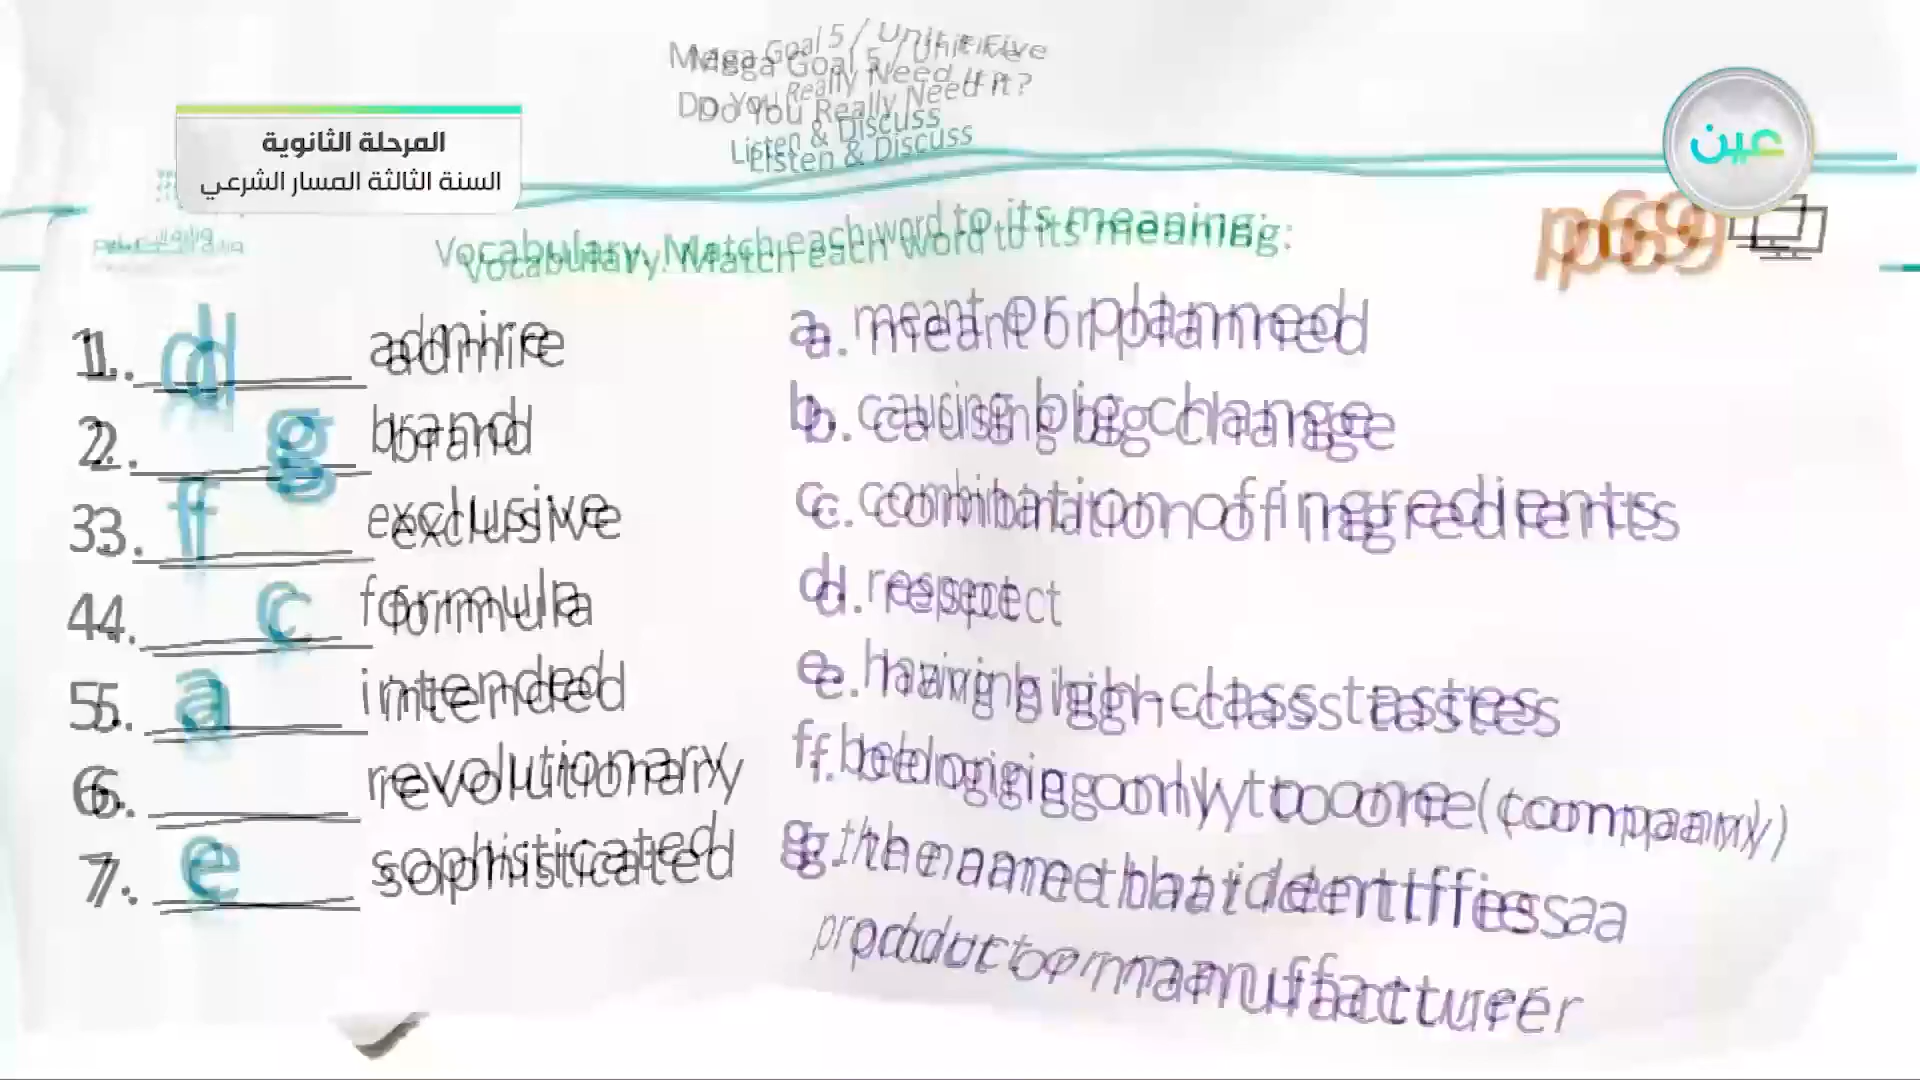 Mega Goal 5 / Unit Five
Do You Really Need It?
Listen & Discuss
المرحلة الثانوية
السنة الثالثة المسار الشرعي
عين
p69
Vocabulary. Match each word to its meaning:
1. d admire
2. g brand
3. f exclusive
4. c formula
5. a intended
6. revolutionary
7. e sophisticated
a. meant or planned
b. causing big change
c. combination of ingredients
d. respect
e. having high-class tastes
f. belonging only to one (company)
g. the name that identifies a
product or manufacturer